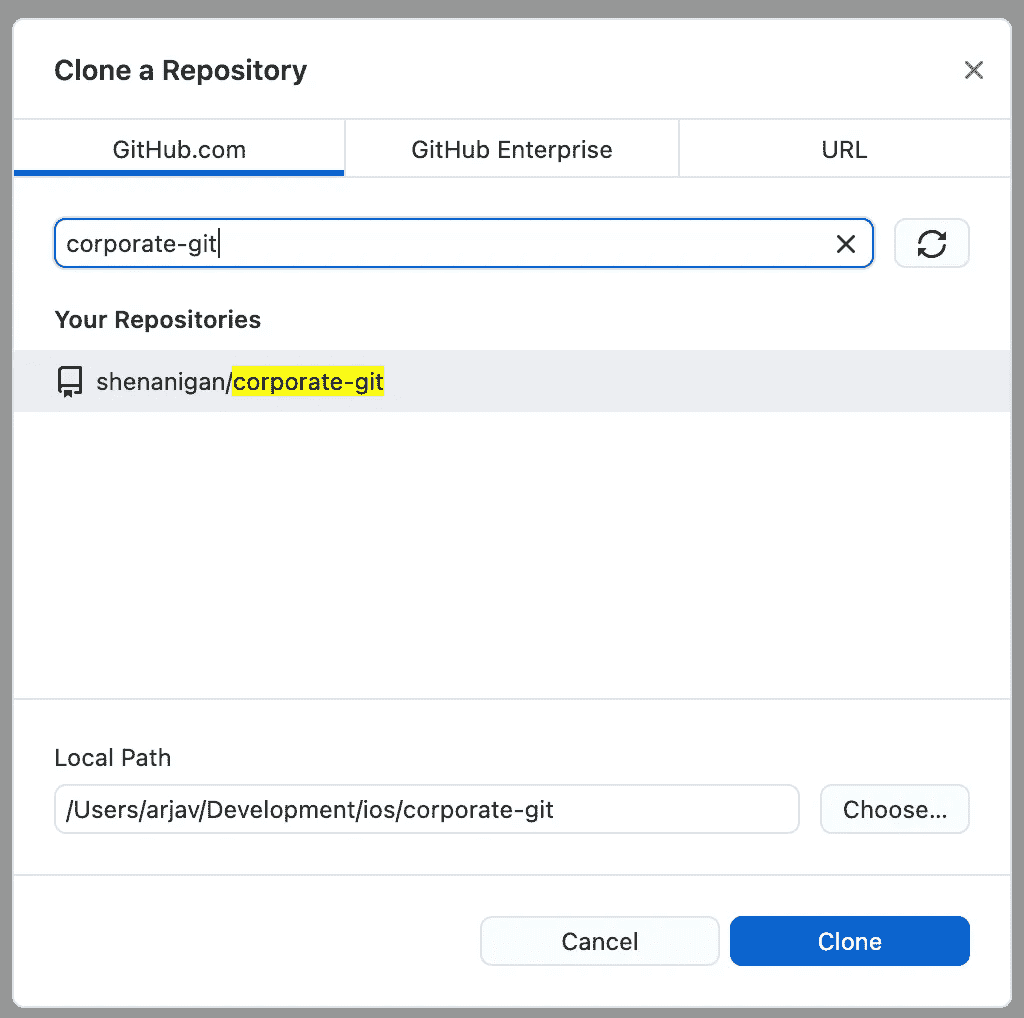 Clone a Repository
GitHub.com
GitHub Enterprise
URL
corporate-git
Your Repositories
shenanigan/corporate-git
Local Path
/Users/arjav/Development/ios/corporate-git
Choose...
Cancel
Clone